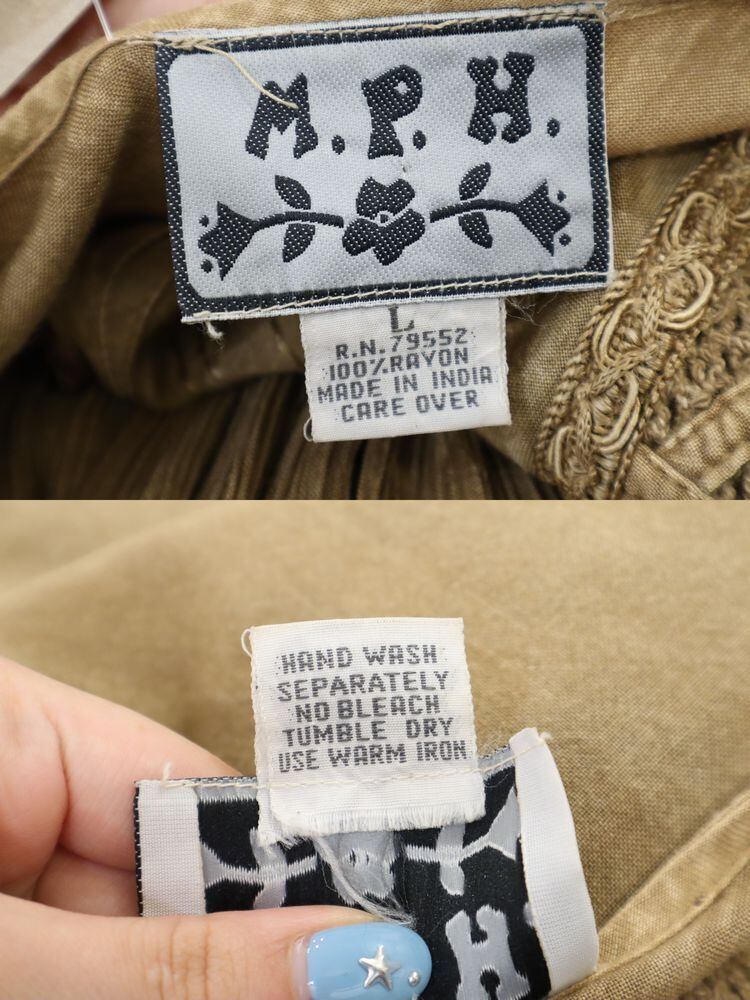 M.P.H.
L
R.N.79552
100%RAYON
MADE IN INDIA
CARE OVER
HAND WASH
SEPARATELY
NO BLEACH
TUMBLE DRY
USE WARM IRON
H